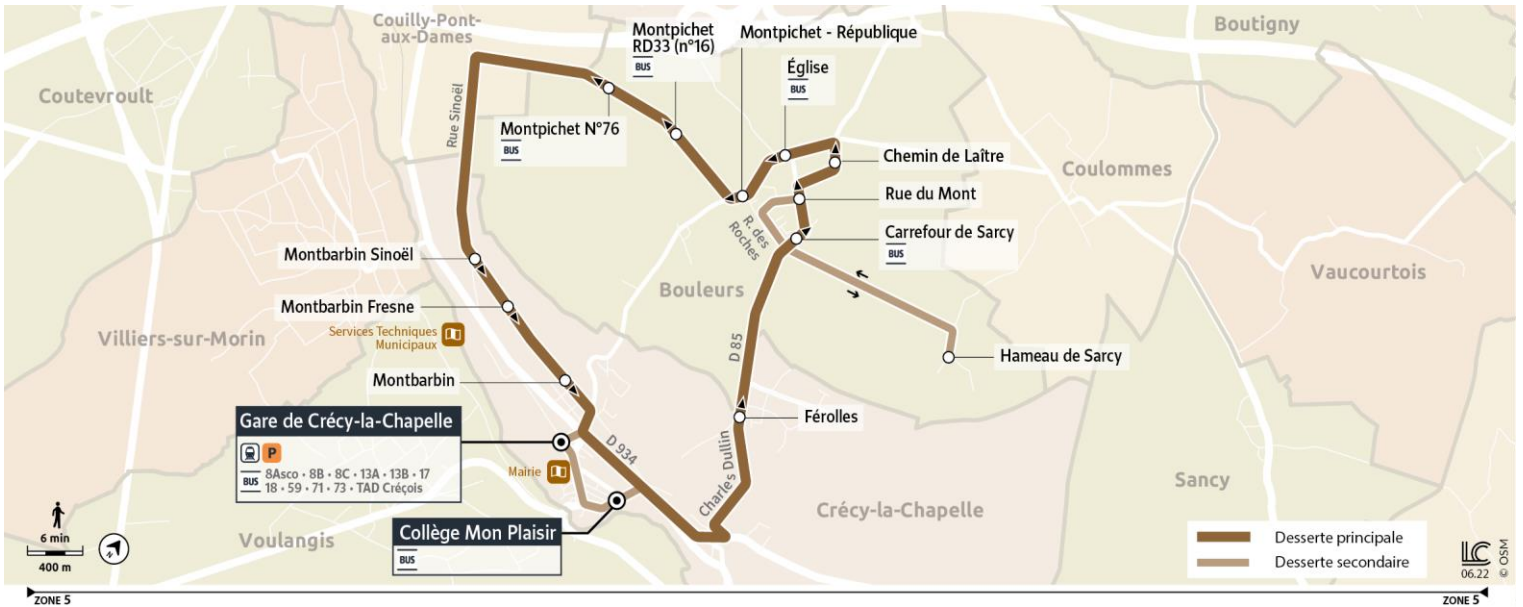 Couilly-Pont-
aux-Dames
Montpichet
RD33 (n°16)
BUS
Montpichet - République
Boutigny
Église
BUS
Coutevroult
Rue Sinoël
Montpichet N°76
BUS
Chemin de Laître
Coulommes
Rue du Mont
R. des
Roches
Carrefour de Sarcy
BUS
Montbarbin Sinoël
Vaucourtois
Bouleurs
Montbarbin Fresne
Services Techniques
Municipaux
Villiers-sur-Morin
D 85
Hameau de Sarcy
Montbarbin
Férolles
Gare de Crécy-la-Chapelle
P
BUS
8Asco • 8B • 8C • 13A • 13B • 17
18 • 59 • 71 • 73 • TAD Créçois
D 934
Mairie
Charles Dullin
Sancy
Crécy-la-Chapelle
Collège Mon Plaisir
BUS
Voulangis
6 min
400 m
N
Desserte principale
Desserte secondaire
LC
06.22
© OSM
ZONE 5
ZONE 5